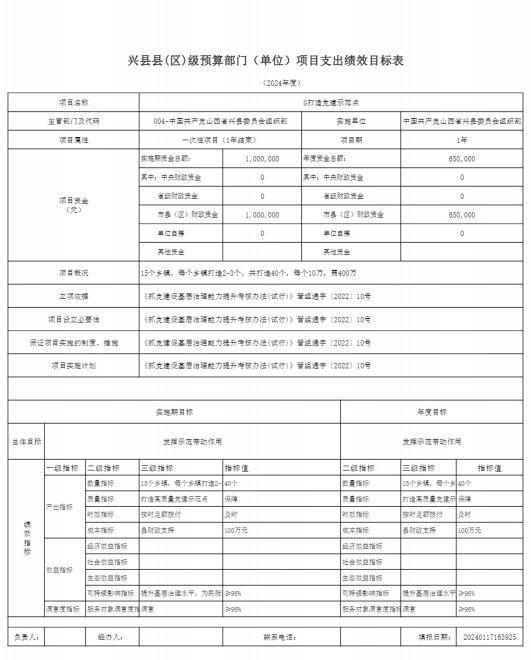 兴县县(区)级预算部门（单位）项目支出绩效目标表
（2024年度）
项目名称 G打造党建示范点
主管部门及代码 004-中国共产党山西省兴县委员会组织部 实施单位 中国共产党山西省兴县委员会组织部
项目属性 一次性项目（1年结束） 项目期 1年
项目资金（元） 实施期资金总额： 1,000,000 年度资金总额： 650,000
其中：中央财政资金 0 其中：中央财政资金 0
省级财政资金 0 省级财政资金 0
市县（区）财政资金 1,000,000 市县（区）财政资金 650,000
单位自筹 0 单位自筹 0
其他资金 其他资金
项目概况 15个乡镇，每个乡镇打造2-3个，共打造40个，每个10万，需400万
立项依据 《抓党建促基层治理能力提升考核办法(试行)》晋组通字〔2022〕10号
项目设立必要性 《抓党建促基层治理能力提升考核办法(试行)》晋组通字〔2022〕10号
保证项目实施的制度、措施 《抓党建促基层治理能力提升考核办法(试行)》晋组通字〔2022〕10号
项目实施计划 《抓党建促基层治理能力提升考核办法(试行)》晋组通字〔2022〕10号
实施期目标 年度目标
总体目标 发挥示范带动作用 发挥示范带动作用
绩效指标 一级指标 二级指标 三级指标 指标值 二级指标 三级指标 指标值
产出指标 数量指标 15个乡镇，每个乡镇打造2- 40个 数量指标 15个乡镇，每个乡 40个
质量指标 打造高质量党建示范点 保障 质量指标 打造高质量党建示 保障
时效指标 按时足额拨付 及时 时效指标 按时足额拨付 及时
成本指标 县财政支持 100万元 成本指标 县财政支持 100万元
效益指标 经济效益指标 经济效益指标
社会效益指标 社会效益指标
生态效益指标 生态效益指标
可持续影响指标 提升基层治理水平，为民服 ≥96% 可持续影响指标 提升基层治理水平 ≥96%
满意度指标 服务对象满意度指 满意 ≥96% 服务对象满意度指 满意 ≥96%
负责人： 经办人： 联系电话： 填报日期： 20240117163925